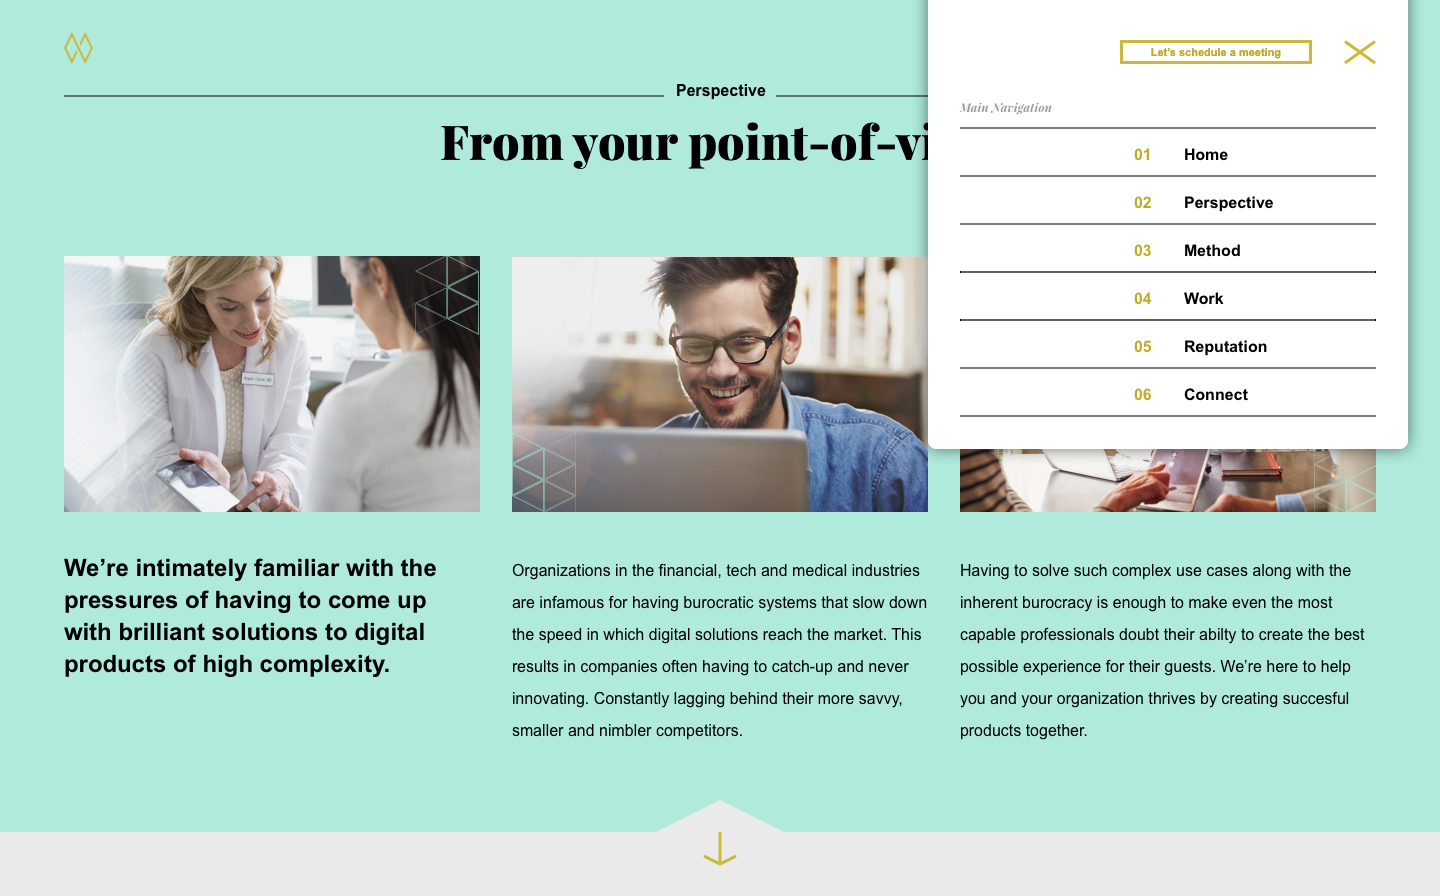 Let's schedule a meeting
Perspective
Main Navigation
From your point-of-vi
01 Home
02 Perspective
03 Method
04 Work
05 Reputation
06 Connect
We’re intimately familiar with the
pressures of having to come up
with brilliant solutions to digital
products of high complexity.
Organizations in the financial, tech and medical industries
are infamous for having burocratic systems that slow down
the speed in which digital solutions reach the market. This
results in companies often having to catch-up and never
innovating. Constantly lagging behind their more savvy,
smaller and nimbler competitors.
Having to solve such complex use cases along with the
inherent burocracy is enough to make even the most
capable professionals doubt their abilty to create the best
possible experience for their guests. We’re here to help
you and your organization thrives by creating succesful
products together.